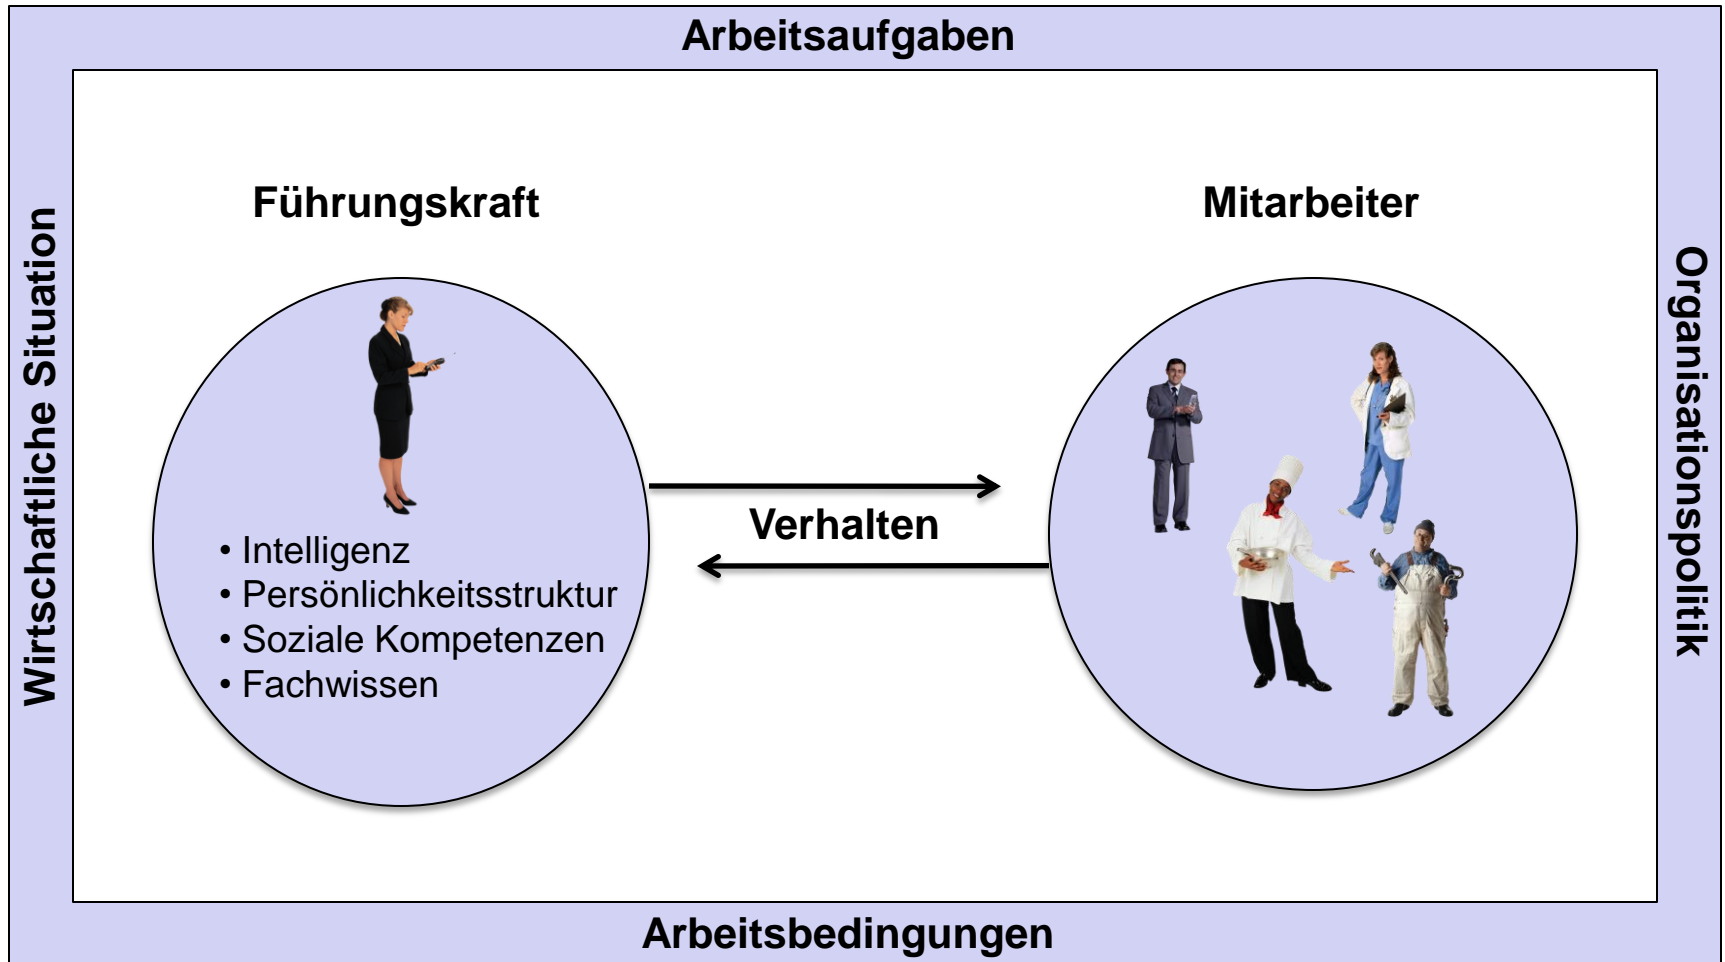 Arbeitsaufgaben
Wirtschaftliche Situation
Führungskraft
Mitarbeiter
Organisationspolitik
Verhalten
• Intelligenz
• Persönlichkeitsstruktur
• Soziale Kompetenzen
• Fachwissen
Arbeitsbedingungen